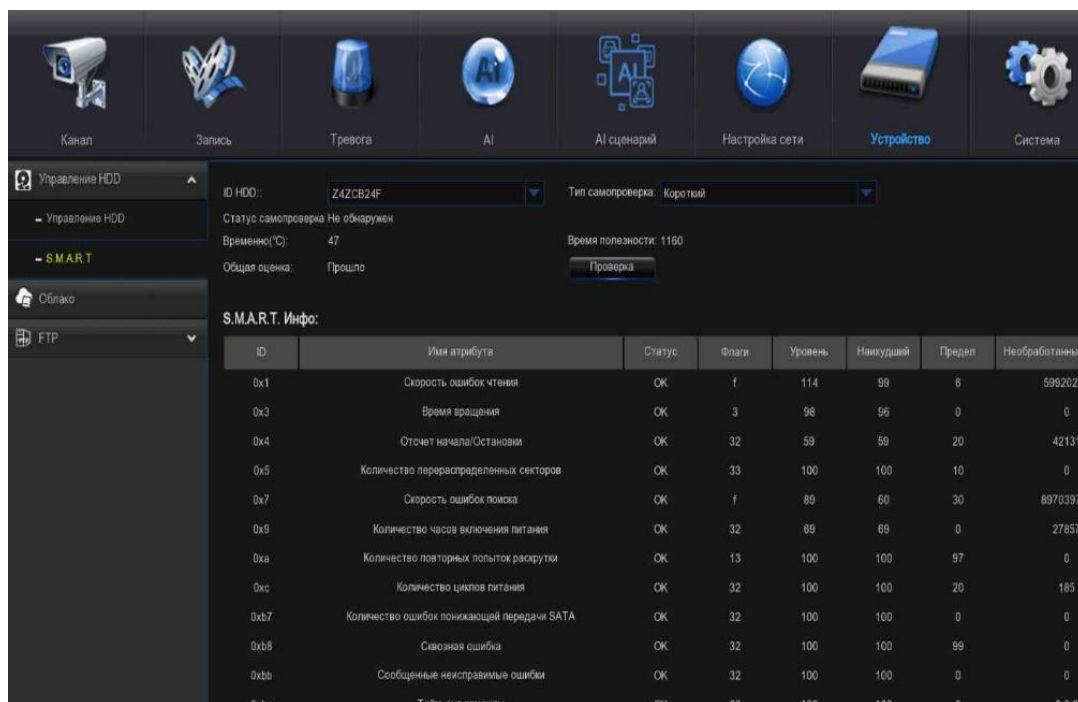 Канал Запись Тревога AI AI сценарий Настройка сети Устройство Система
Управление HDD
Управление HDD
S.M.A.R.T
Облако
FTP
ID HDD:: Z4ZCB24F Тип самопроверка: Короткий
Статус самопроверка Не обнаружен
Временно(°C): 47 Время полезности: 1160
Общая оценка: Прошло Проверка
S.M.A.R.T. Инфо:
ID Имя атрибута Статус Флаги Уровень Наихудший Предел
0x1 Скорость ошибок чтения OK f 114 99 6 599202
0x3 Время вращения OK 3 98 96 0 0
0x4 Отсчет начала/Остановки OK 32 59 59 20 42131
0x5 Количество перераспределенных секторов OK 33 100 100 10 0
0x7 Скорость ошибок поиска OK f 89 60 30 8970397
0x9 Количество часов включения питания OK 32 69 69 0 27857
0xa Количество повторных попыток раскрутки OK 13 100 100 97 0
0xc Количество циклов питания OK 32 100 100 20 185
0xb7 Количество ошибок понижающей передачи SATA OK 32 100 100 0 0
0xb8 Сквозная ошибка OK 32 100 100 99 0
0xbb Сообщенные неисправимые ошибки OK 32 100 100 0 0